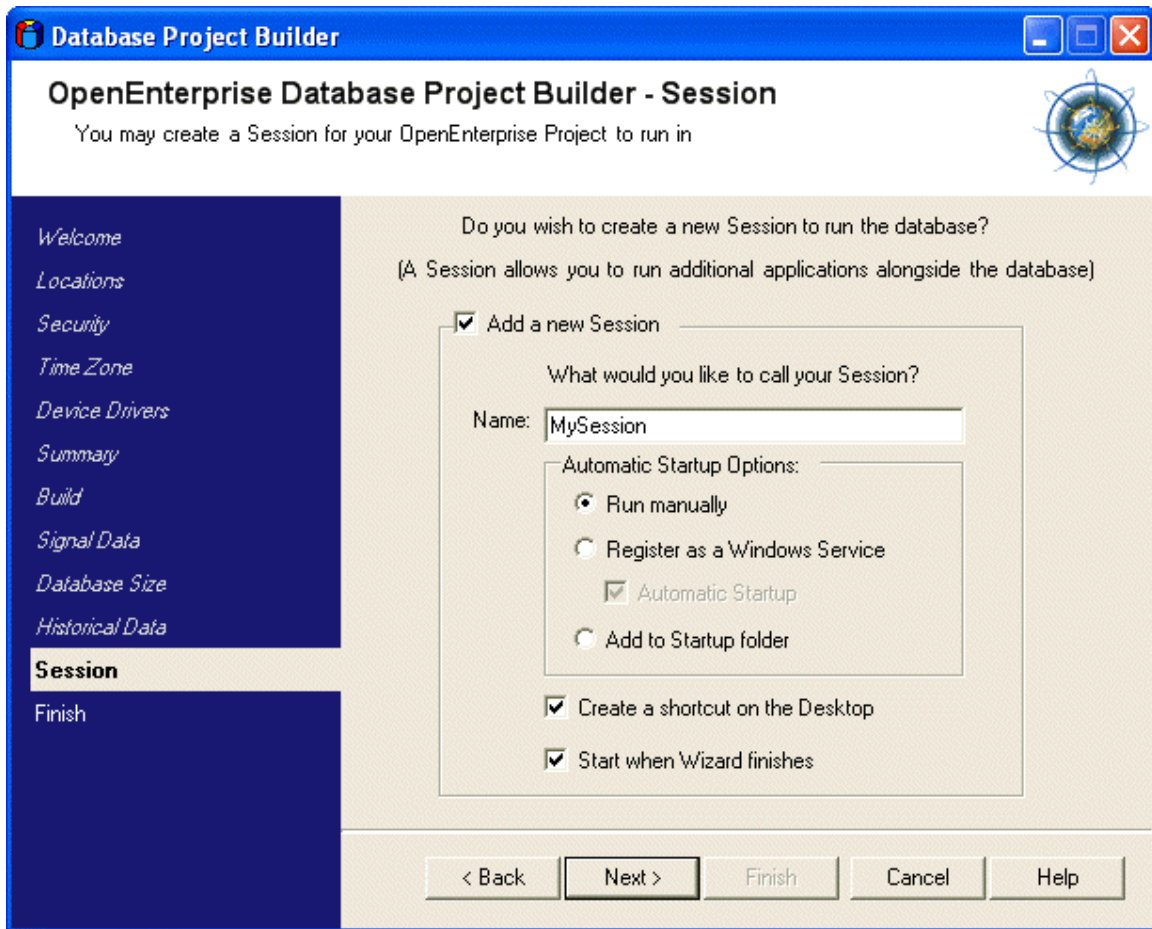 Database Project Builder
OpenEnterprise Database Project Builder - Session
You may create a Session for your OpenEnterprise Project to run in
Welcome
Locations
Security
Time Zone
Device Drivers
Summary
Build
Signal Data
Database Size
Historical Data
Session
Finish
Do you wish to create a new Session to run the database?
(A Session allows you to run additional applications alongside the database)
Add a new Session
What would you like to call your Session?
Name: MySession
Automatic Startup Options:
Run manually
Register as a Windows Service
Automatic Startup
Add to Startup folder
Create a shortcut on the Desktop
Start when Wizard finishes
< Back Next > Finish Cancel Help